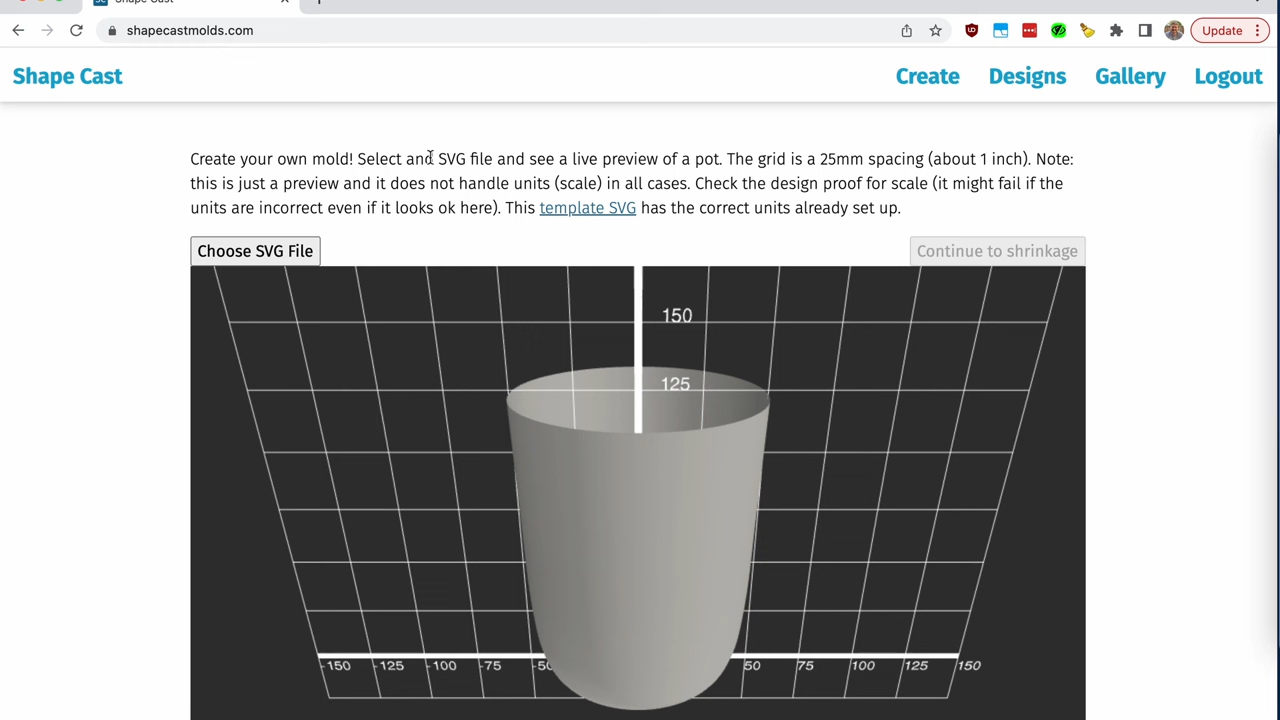 Shape Cast
shapecastmolds.com
Update
Shape Cast
Create
Designs
Gallery
Logout
Create your own mold! Select and SVG file and see a live preview of a pot. The grid is a 25mm spacing (about 1 inch). Note:
this is just a preview and it does not handle units (scale) in all cases. Check the design proof for scale (it might fail if the
units are incorrect even if it looks ok here). This template SVG has the correct units already set up.
Choose SVG File
Continue to shrinkage
150
125
-150 -125 -100 -75 -50 50 75 100 125 150